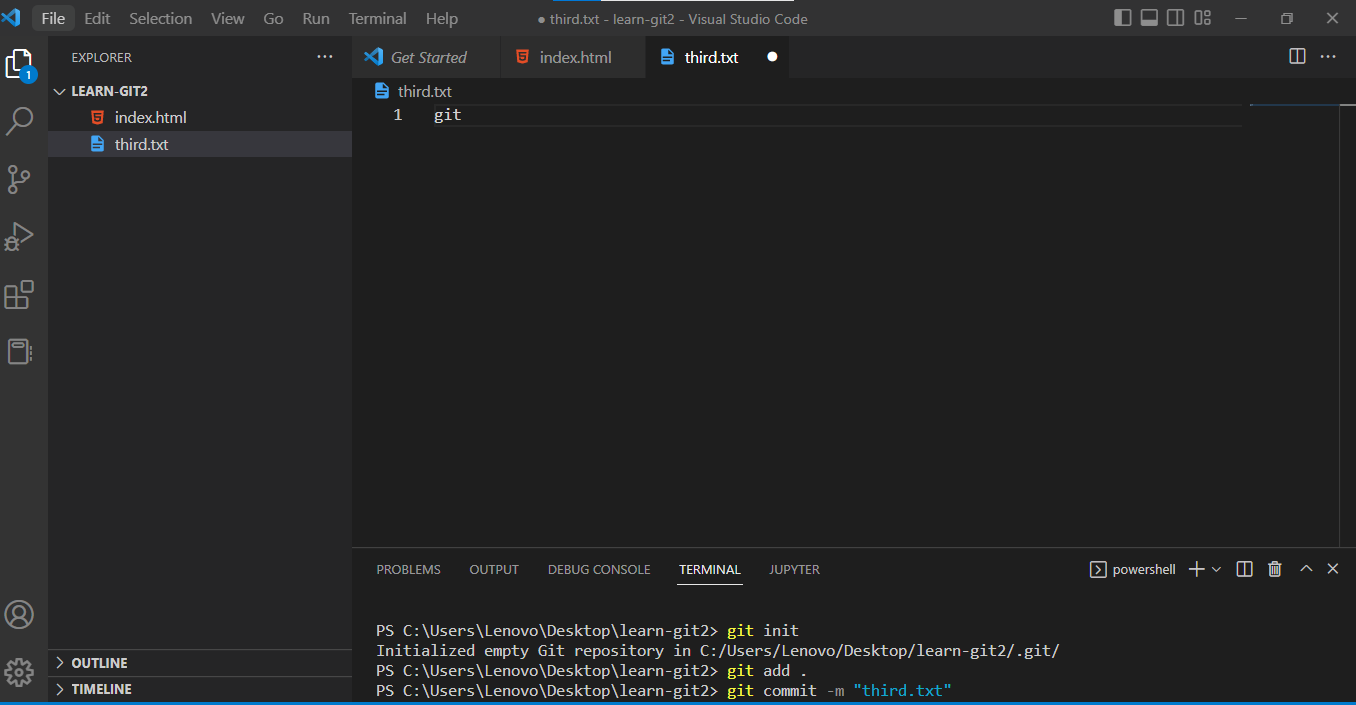 File Edit Selection View Go Run Terminal Help ● third.txt - learn-git2 - Visual Studio Code
EXPLORER ···
Get Started index.html third.txt ●
1
LEARN-GIT2
index.html
third.txt
third.txt
1 git
PROBLEMS OUTPUT DEBUG CONSOLE TERMINAL JUPYTER powershell
PS C:\Users\Lenovo\Desktop\learn-git2> git init
Initialized empty Git repository in C:/Users/Lenovo/Desktop/learn-git2/.git/
PS C:\Users\Lenovo\Desktop\learn-git2> git add .
PS C:\Users\Lenovo\Desktop\learn-git2> git commit -m "third.txt"
OUTLINE
TIMELINE